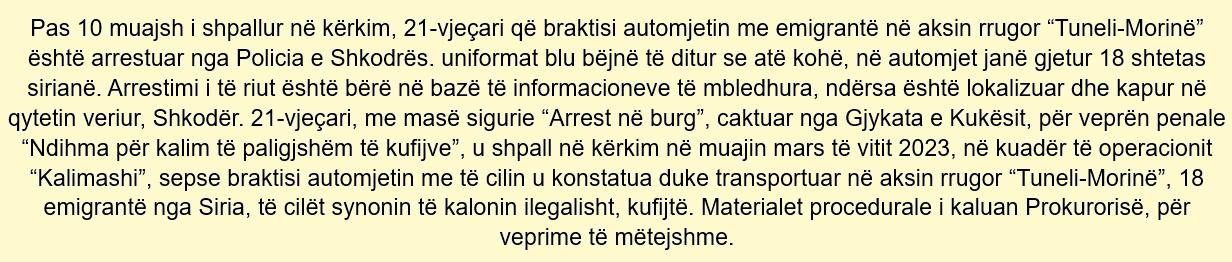 Pas 10 muajsh i shpallur në kërkim, 21-vjeçari që braktisi automjetin me emigrantë në aksin rrugor “Tuneli-Morinë”
është arrestuar nga Policia e Shkodrës. uniformat blu bëjnë të ditur se atë kohë, në automjet janë gjetur 18 shtetas
sirianë. Arrestimi i të riut është bërë në bazë të informacioneve të mbledhura, ndërsa është lokalizuar dhe kapur në
qytetin veriur, Shkodër. 21-vjeçari, me masë sigurie “Arrest në burg”, caktuar nga Gjykata e Kukësit, për veprën penale
“Ndihma për kalim të paligjshëm të kufijve”, u shpall në kërkim në muajin mars të vitit 2023, në kuadër të operacionit
“Kalimashi”, sepse braktisi automjetin me të cilin u konstatua duke transportuar në aksin rrugor “Tuneli-Morinë”, 18
emigrantë nga Siria, të cilët synonin të kalonin ilegalisht, kufijtë. Materialet procedurale i kaluan Prokurorisë, për
veprime të mëtejshme.